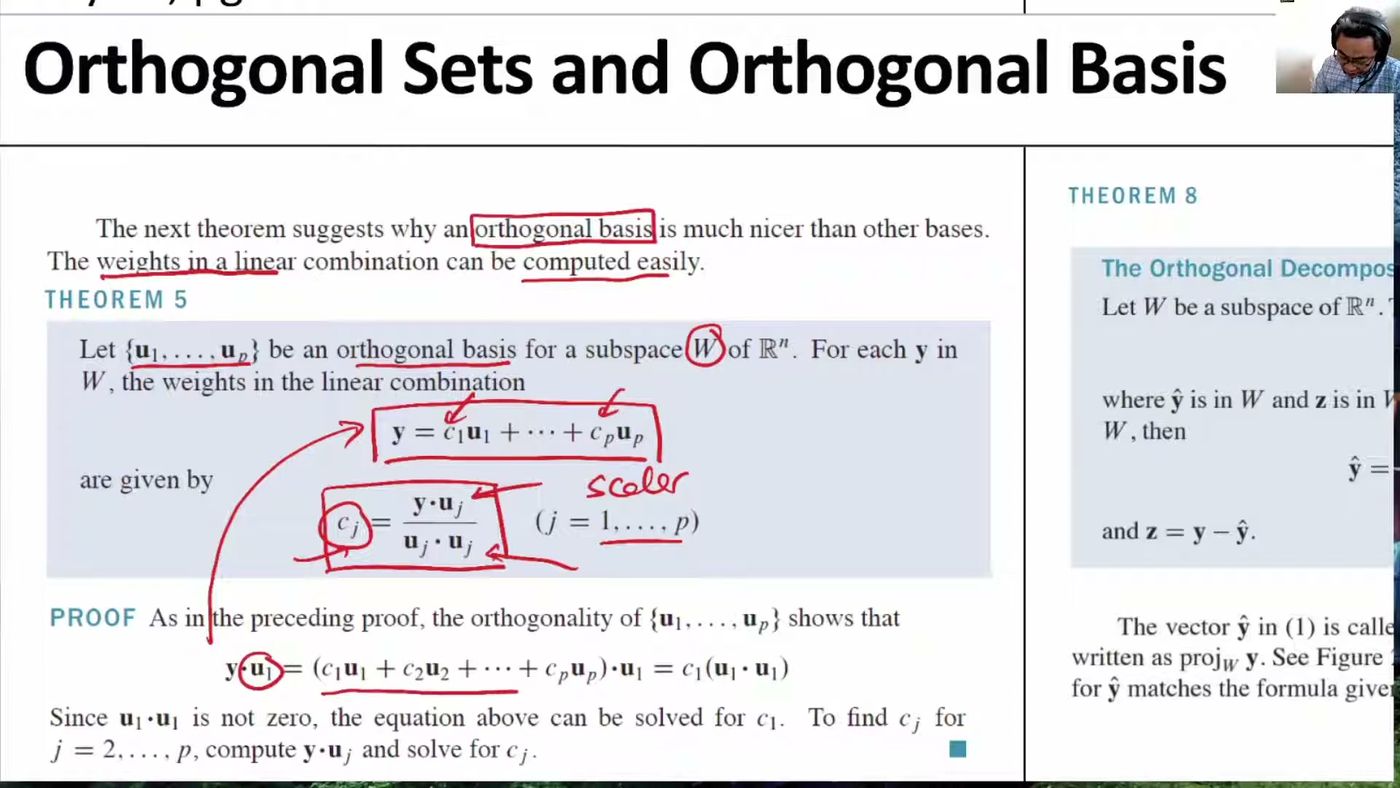 Orthogonal Sets and Orthogonal Basis
The next theorem suggests why an orthogonal basis is much nicer than other bases.
The weights in a linear combination can be computed easily.
THEOREM 5
Let {u₁, . . . , uₚ} be an orthogonal basis for a subspace W of ℝⁿ. For each y in
W, the weights in the linear combination
y = c₁u₁ + ··· + cₚuₚ
are given by
scaler
cⱼ = y·uⱼ / uⱼ·uⱼ (j = 1, . . . , p)
PROOF As in the preceding proof, the orthogonality of {u₁, . . . , uₚ} shows that
y·u₁ = (c₁u₁ + c₂u₂ + ··· + cₚuₚ)·u₁ = c₁(u₁·u₁)
Since u₁·u₁ is not zero, the equation above can be solved for c₁. To find cⱼ for
j = 2, . . . , p, compute y·uⱼ and solve for cⱼ.
THEOREM 8
The Orthogonal Decompos
Let W be a subspace of ℝⁿ.
where ŷ is in W and z is in
W, then
ŷ =
and z = y − ŷ.
The vector ŷ in (1) is calle
written as proj_W y. See Figure
for ŷ matches the formula give